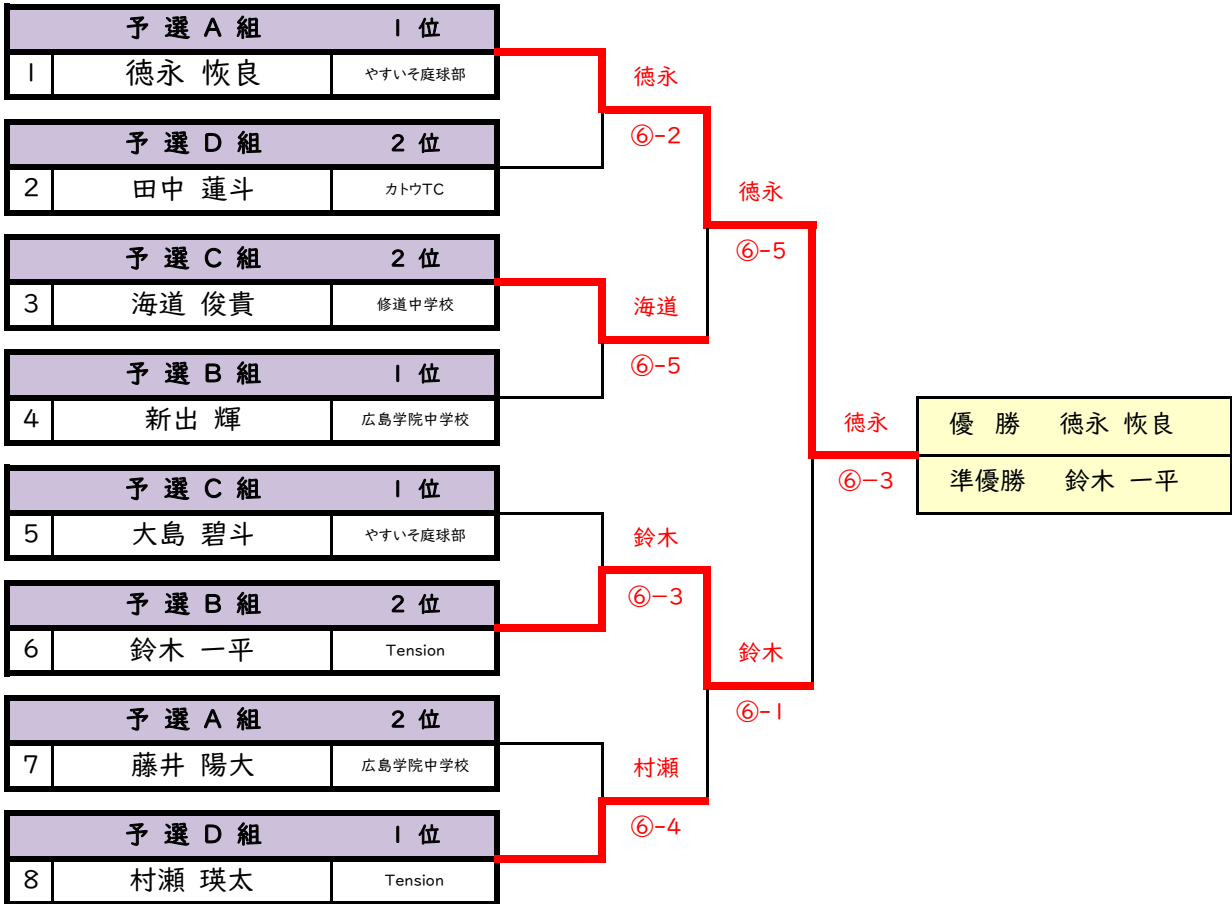 予選A組 1位
1 徳永 恢良 やすいそ庭球部
徳永
⑥-2
予選D組 2位
2 田中 蓮斗 カトウTC
徳永
⑥-5
予選C組 2位
3 海道 俊貴 修道中学校
海道
⑥-5
予選B組 1位
4 新出 輝 広島学院中学校
徳永
⑥-3
優勝 徳永 恢良
準優勝 鈴木 一平
予選C組 1位
5 大島 碧斗 やすいそ庭球部
鈴木
⑥-3
予選B組 2位
6 鈴木 一平 Tension
鈴木
⑥-1
予選A組 2位
7 藤井 陽大 広島学院中学校
村瀬
⑥-4
予選D組 1位
8 村瀬 瑛太 Tension